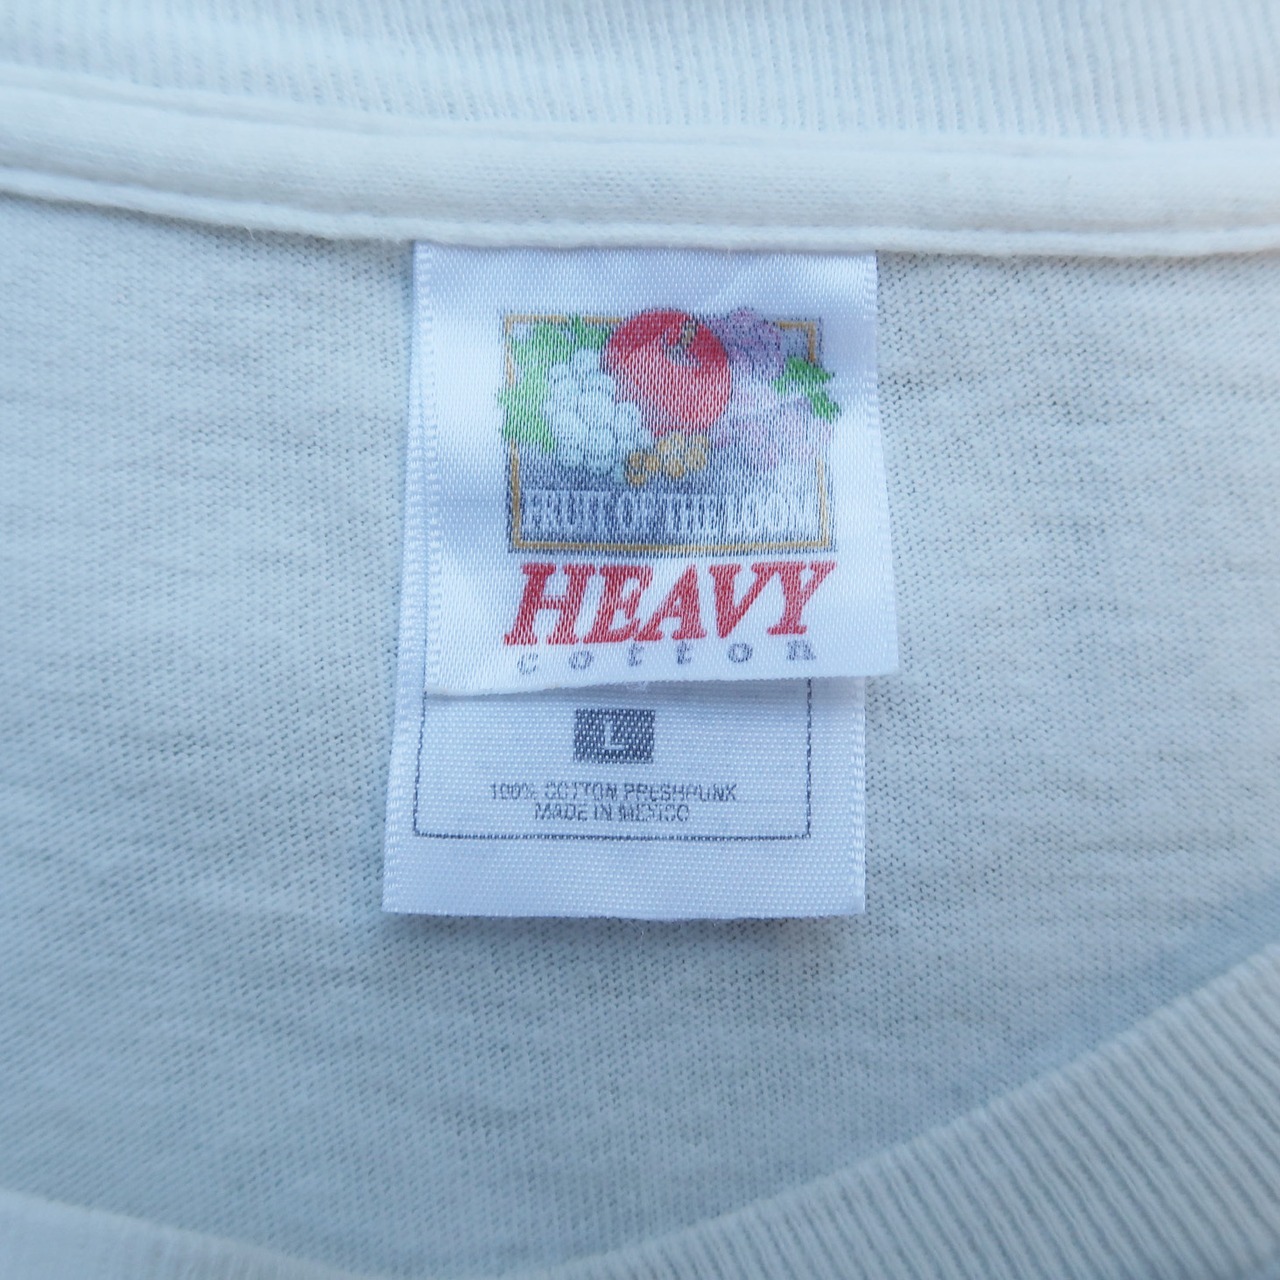 FRUIT OF THE LOOM
HEAVY
cotton
L
100% COTTON PRESHRUNK
MADE IN MEXICO